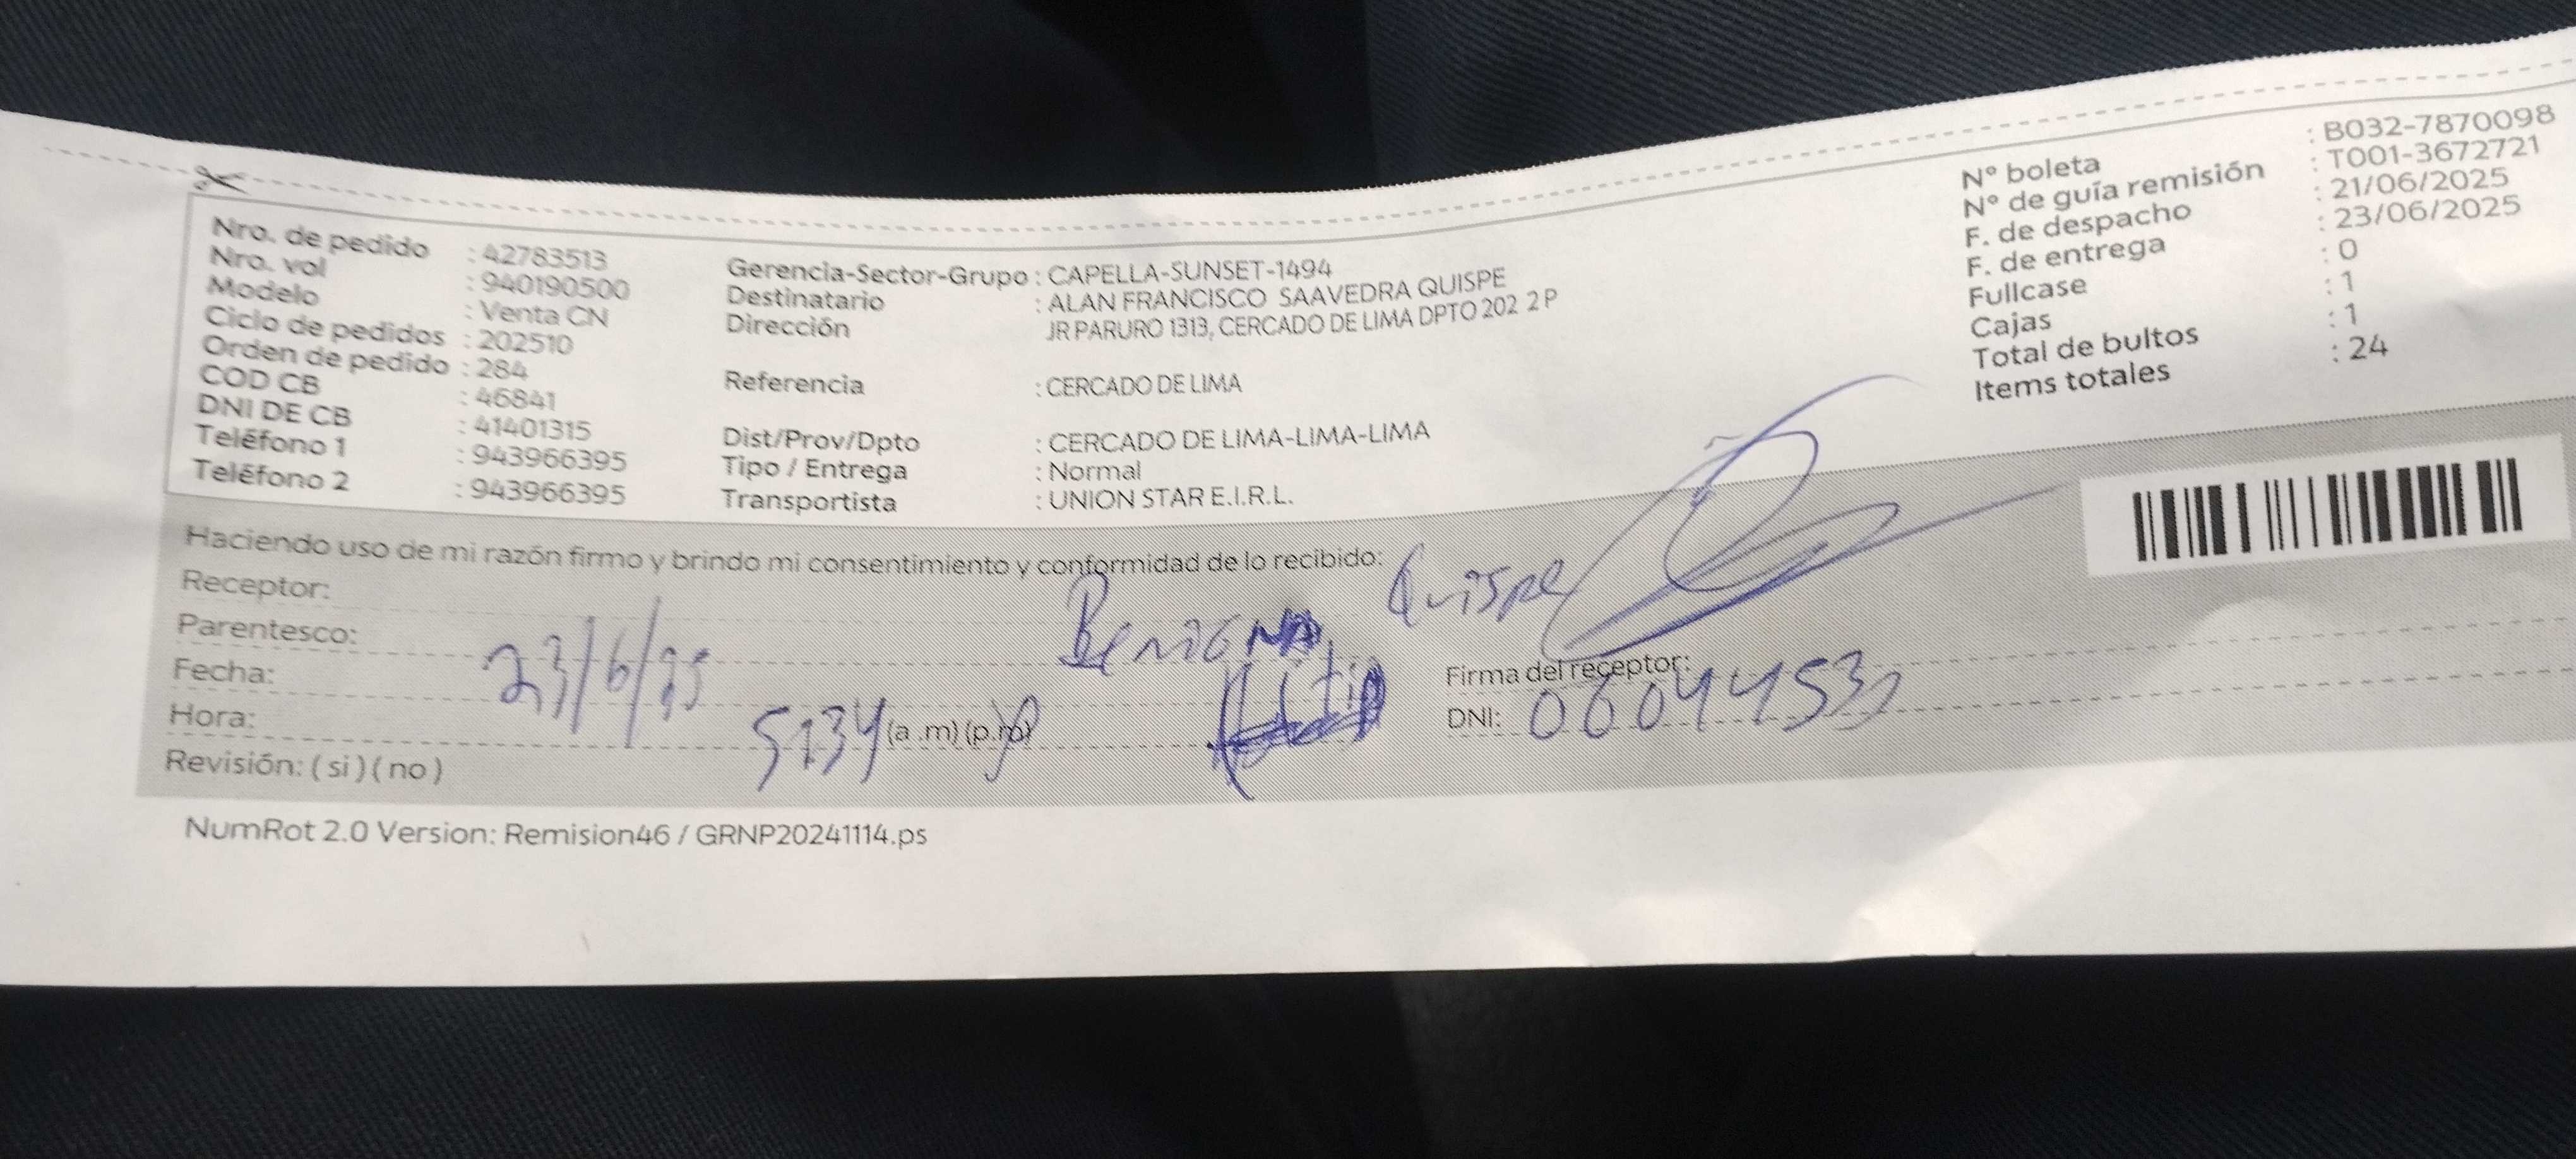 Nro. de pedido : 42783513
Nro. vol : 940190500
Modelo : Venta CN
Ciclo de pedidos : 202510
Orden de pedido : 284
COD CB : 46841
DNI DE CB : 41401315
Teléfono 1 : 943966395
Teléfono 2 : 943966395
Gerencia-Sector-Grupo : CAPELLA-SUNSET-1494
Destinatario : ALAN FRANCISCO SAAVEDRA QUISPE
Dirección JR PARURO 1313, CERCADO DE LIMA DPTO 202 2 P
Referencia : CERCADO DE LIMA
Dist/Prov/Dpto : CERCADO DE LIMA-LIMA-LIMA
Tipo / Entrega : Normal
Transportista : UNION STAR E.I.R.L.
Nº boleta : B032-7870098
Nº de guía remisión : T001-3672721
F. de despacho : 21/06/2025
F. de entrega : 23/06/2025
Fullcase : 0
Cajas : 1
Total de bultos : 1
Items totales : 24
Haciendo uso de mi razón firmo y brindo mi consentimiento y conformidad de lo recibido:
Receptor: Quispe
Parentesco:
Fecha: 23/6/25
Hora: (a .m) (p.m)
Revisión: ( si ) ( no )
Firma del receptor:
DNI:
NumRot 2.0 Version: Remision46 / GRNP20241114.ps